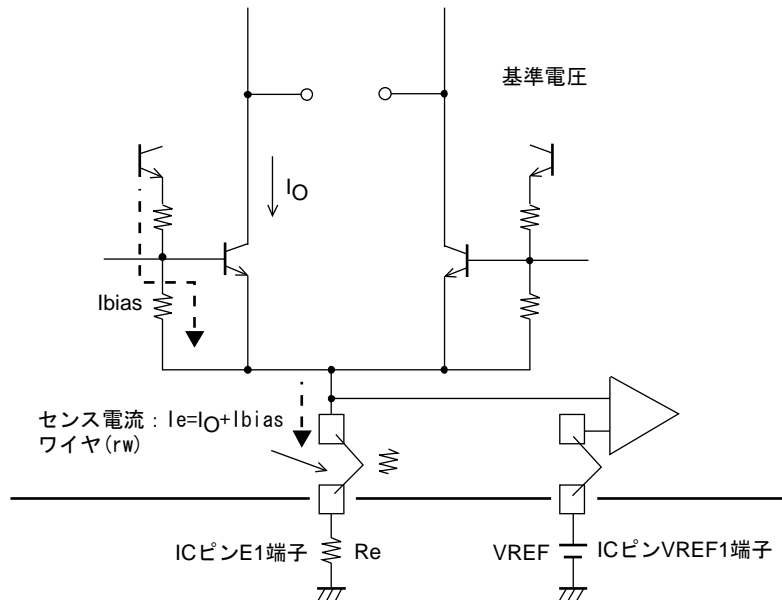 基準電圧
IO
Ibias
センス電流:Ie=IO+Ibias
ワイヤ(rw)
ICピンE1端子
Re
VREF
ICピンVREF1端子